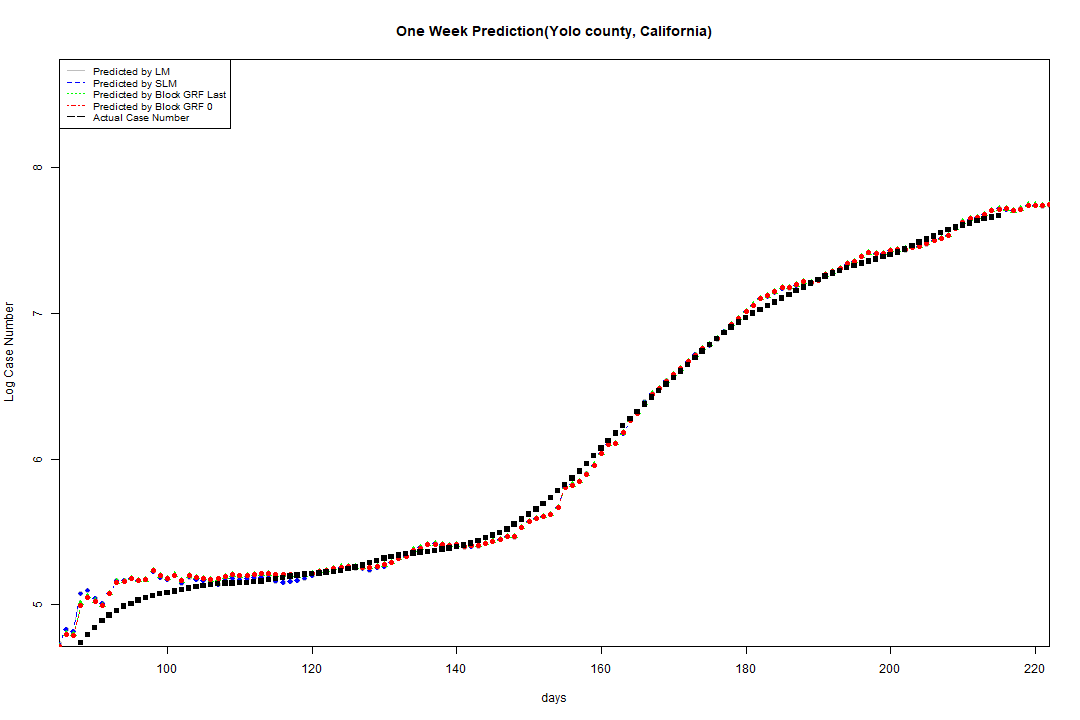 One Week Prediction(Yolo county, California)
Predicted by LM
Predicted by SLM
Predicted by Block GRF Last
Predicted by Block GRF 0
Actual Case Number
8
7
6
5
Log Case Number
100 120 140 160 180 200 220
days